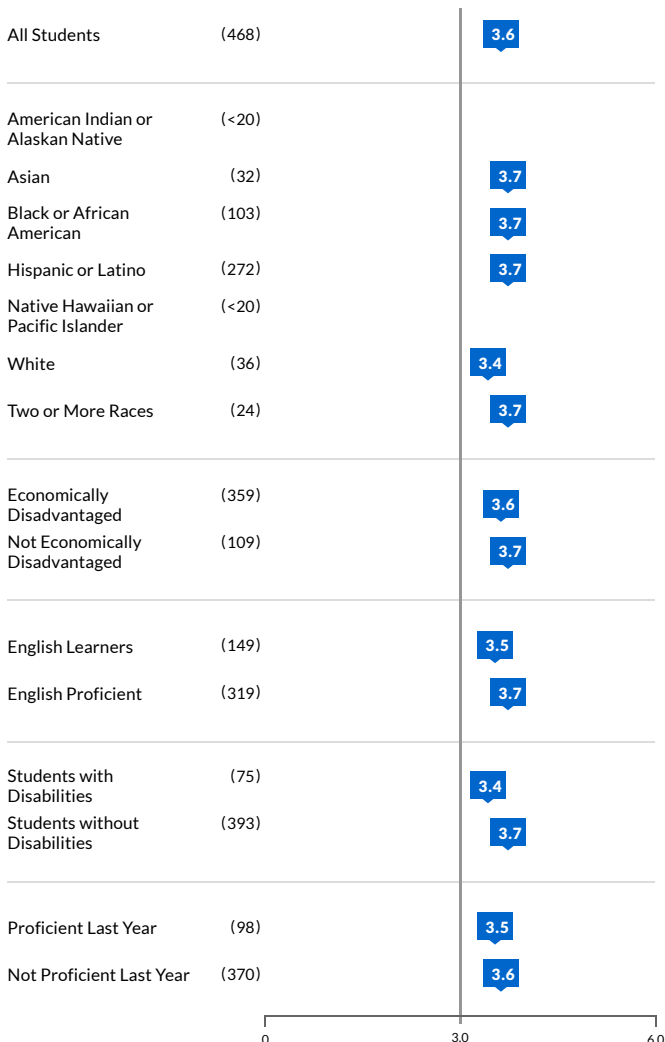 All Students (468) 3.6
American Indian or (<20)
Alaskan Native
Asian (32) 3.7
Black or African (103) 3.7
American
Hispanic or Latino (272) 3.7
Native Hawaiian or (<20)
Pacific Islander
White (36) 3.4
Two or More Races (24) 3.7
Economically (359) 3.6
Disadvantaged
Not Economically (109) 3.7
Disadvantaged
English Learners (149) 3.5
English Proficient (319) 3.7
Students with (75) 3.4
Disabilities
Students without (393) 3.7
Disabilities
Proficient Last Year (98) 3.5
Not Proficient Last Year (370) 3.6
0 3.0 6.0